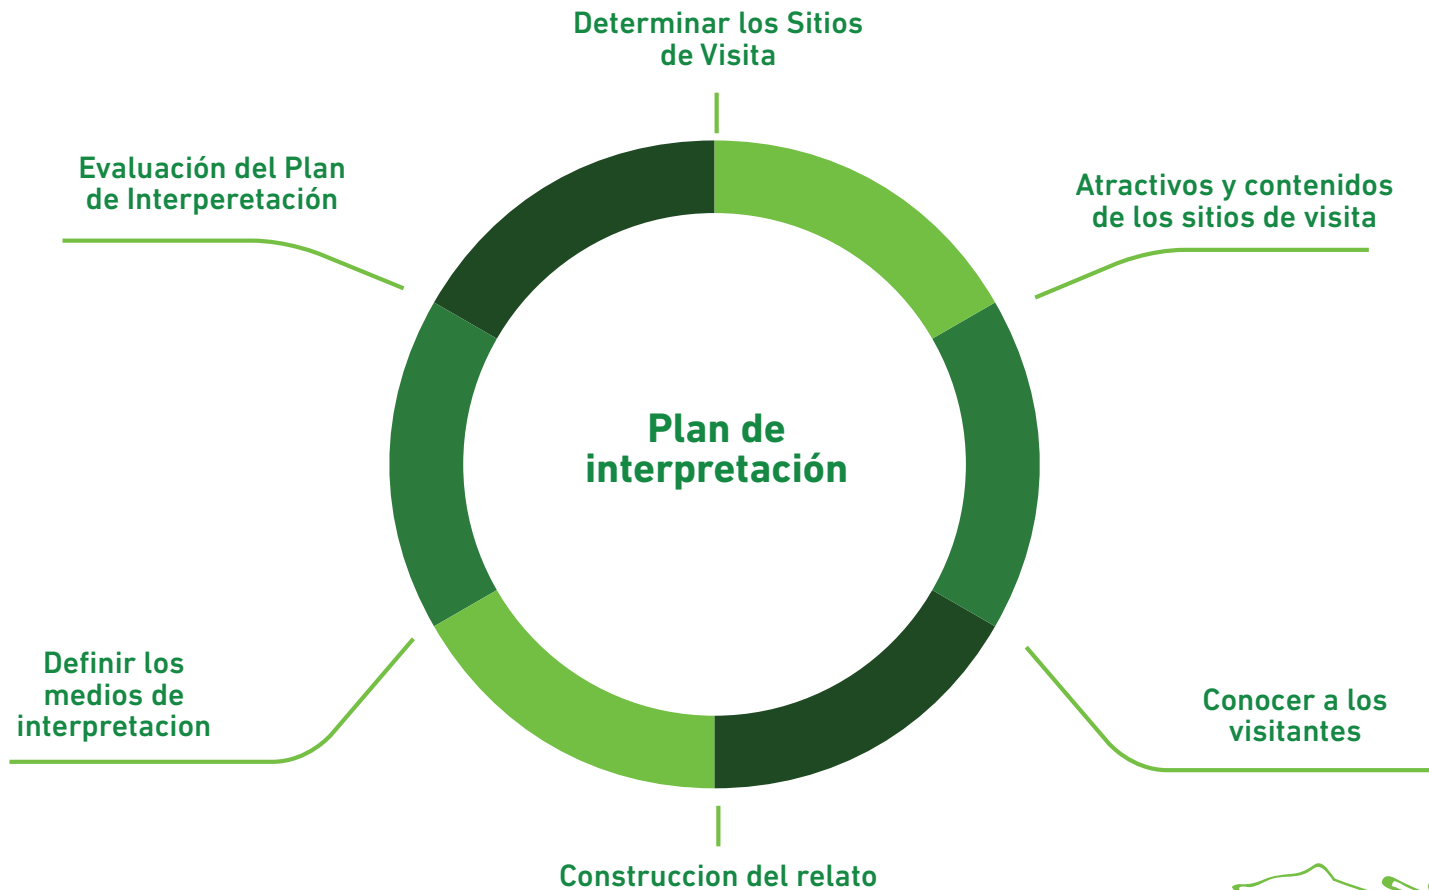 Determinar los Sitios
de Visita
Atractivos y contenidos
de los sitios de visita
Conocer a los
visitantes
Construccion del relato
Definir los
medios de
interpretacion
Evaluación del Plan
de Interperetación
Plan de
interpretación